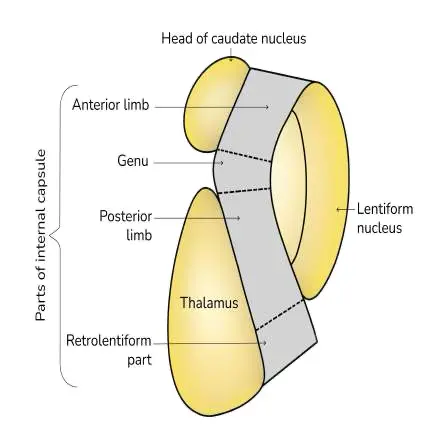 Head of caudate nucleus
Anterior limb
Genu
Posterior
limb
Lentiform
nucleus
Thalamus
Retrolentiform
part
Parts of internal capsule